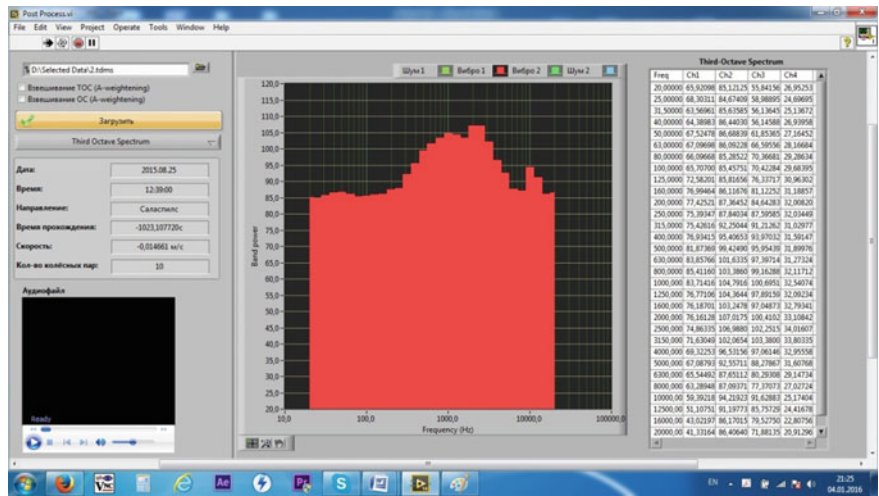 Post Process.vi
File Edit View Project Operate Tools Window Help
D:\Selected Data\2.tdms
Взвешивание ТОС (A-weightening)
Взвешивание ОС (A-weightening)
Загрузить
Third Octave Spectrum
Дата: 2015.08.25
Время: 12:39:00
Направление: Саласпилс
Время прохождения: -1023,107720с
Скорость: -0,014661 м/с
Кол-во колёсных пар: 10
Аудиофайл
Ready
Шум 1 Вибро 1 Вибро 2 Шум 2
120,0
115,0
110,0
105,0
100,0
95,0
90,0
85,0
80,0
75,0
70,0
65,0
60,0
55,0
50,0
45,0
40,0
35,0
30,0
25,0
20,0
Band power
10,0 100,0 1000,0 10000,0 100000,0
Frequency (Hz)
Third-Octave Spectrum
Freq Ch1 Ch2 Ch3 Ch4
20,00000 65,92098 85,12125 55,84156 26,95253
25,00000 68,30311 84,67409 58,98895 24,69695
31,50000 63,56961 85,63585 56,13645 25,13672
40,00000 64,38983 86,44030 56,14588 26,93958
50,00000 67,52478 86,68839 61,85365 27,16452
63,00000 67,09698 86,09228 66,59556 28,16684
80,00000 66,09668 85,28522 70,36681 29,28634
100,0000 65,70700 85,45751 70,42284 29,68395
125,0000 72,58201 85,81656 76,33717 30,96302
160,0000 76,99464 86,11676 81,12252 31,18857
200,0000 77,42521 87,36452 84,64283 32,00820
250,0000 75,39347 87,84034 87,59585 32,03449
315,0000 75,42616 92,25044 91,21262 31,02977
400,0000 76,93415 95,40653 93,97032 31,59147
500,0000 81,87369 99,42490 95,95439 31,89976
630,0000 83,85766 101,6335 97,39714 31,27324
800,0000 85,41160 103,3860 99,16288 32,11712
1000,000 83,71416 104,7916 100,6951 32,54074
1250,000 76,77106 104,3644 97,89159 32,09234
1600,000 76,18701 103,2478 97,04873 32,79341
2000,000 76,16128 107,0175 100,4102 33,10842
2500,000 74,86335 106,9880 102,2515 34,01607
3150,000 71,63049 102,0654 103,3800 33,80335
4000,000 69,32253 96,53156 97,06146 32,95558
5000,000 67,08793 92,55711 88,27867 31,60768
6300,000 65,54492 87,65112 80,29308 29,14734
8000,000 63,28948 87,09371 77,37073 27,02724
10000,00 59,39218 94,21923 91,62883 25,17404
12500,00 51,10751 91,19773 85,75729 24,41678
16000,00 43,02197 86,17015 79,52750 22,80756
20000,00 41,33164 86,40640 71,88135 20,91296
EN
21:25
04.01.2016